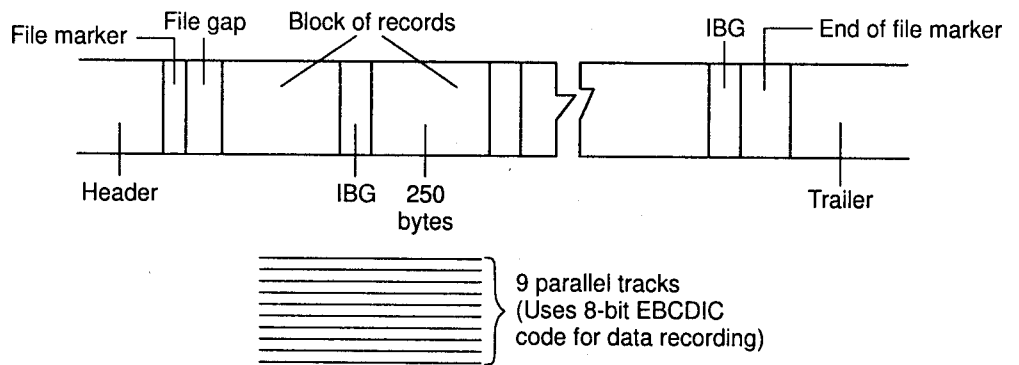 File marker
File gap
Block of records
IBG
End of file marker
Header
IBG
250
bytes
Trailer
9 parallel tracks
(Uses 8-bit EBCDIC
code for data recording)